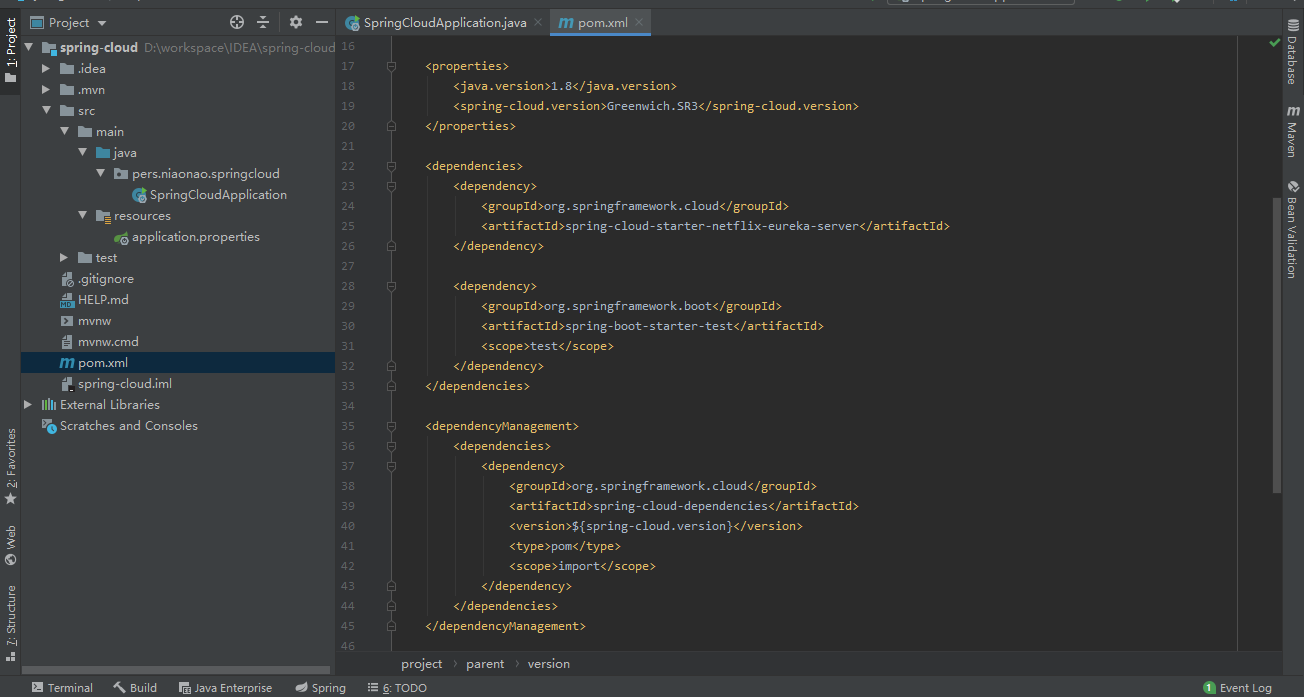 Project
SpringCloudApplication.java
pom.xml
1: Project
spring-cloud D:\workspace\IDEA\spring-cloud
.idea
.mvn
src
main
java
pers.niaonao.springcloud
SpringCloudApplication
resources
application.properties
test
.gitignore
HELP.md
mvnw
mvnw.cmd
pom.xml
spring-cloud.iml
External Libraries
Scratches and Consoles
2: Favorites
Web
7: Structure
16
17 <properties>
18 <java.version>1.8</java.version>
19 <spring-cloud.version>Greenwich.SR3</spring-cloud.version>
20 </properties>
21
22 <dependencies>
23 <dependency>
24 <groupId>org.springframework.cloud</groupId>
25 <artifactId>spring-cloud-starter-netflix-eureka-server</artifactId>
26 </dependency>
27
28 <dependency>
29 <groupId>org.springframework.boot</groupId>
30 <artifactId>spring-boot-starter-test</artifactId>
31 <scope>test</scope>
32 </dependency>
33 </dependencies>
34
35 <dependencyManagement>
36 <dependencies>
37 <dependency>
38 <groupId>org.springframework.cloud</groupId>
39 <artifactId>spring-cloud-dependencies</artifactId>
40 <version>${spring-cloud.version}</version>
41 <type>pom</type>
42 <scope>import</scope>
43 </dependency>
44 </dependencies>
45 </dependencyManagement>
46
project › parent › version
Database
Maven
Bean Validation
Terminal Build Java Enterprise Spring 6: TODO 1 Event Log